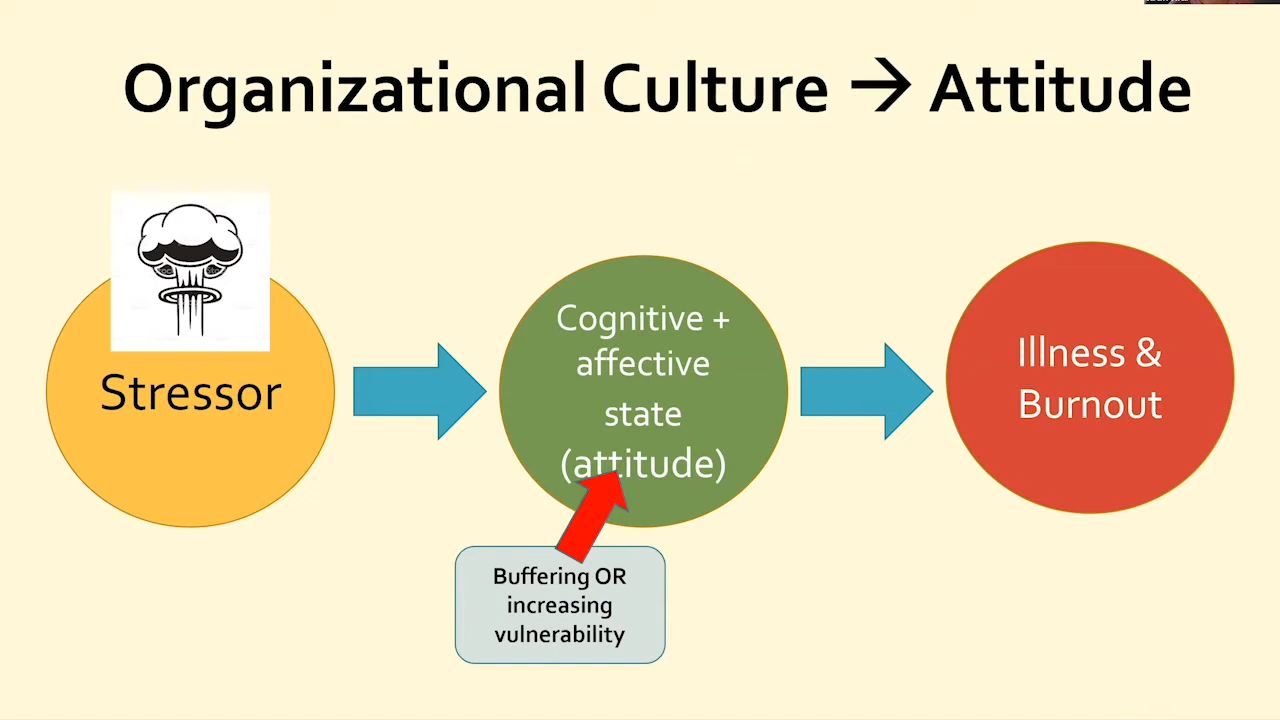 Organizational Culture → Attitude
Stressor
Cognitive +
affective
state
(attitude)
Illness &
Burnout
Buffering OR
increasing
vulnerability